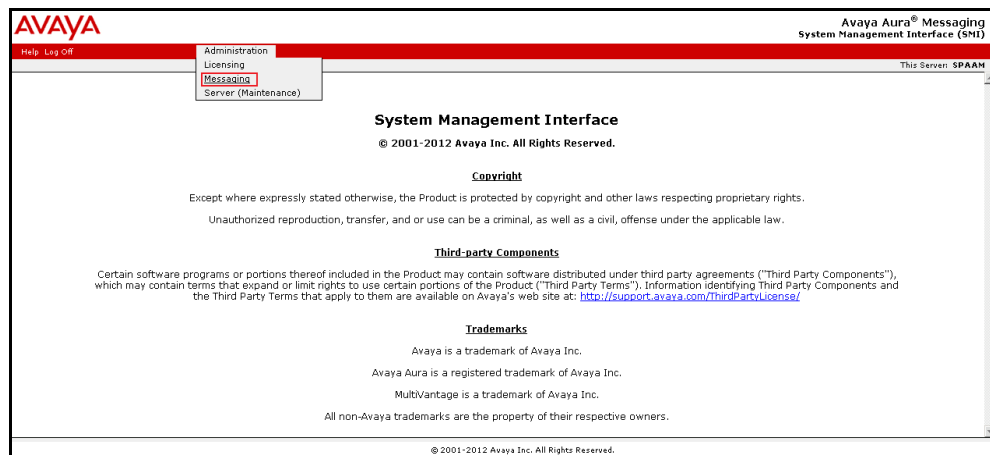 AVAYA
Avaya Aura® Messaging
System Management Interface (SMI)
Help Log Off
Administration
This Server: SPAAM
Licensing
Messaging
Server (Maintenance)
System Management Interface
© 2001-2012 Avaya Inc. All Rights Reserved.
Copyright
Except where expressly stated otherwise, the Product is protected by copyright and other laws respecting proprietary rights.
Unauthorized reproduction, transfer, and or use can be a criminal, as well as a civil, offense under the applicable law.
Third-party Components
Certain software programs or portions thereof included in the Product may contain software distributed under third party agreements ("Third Party Components"),
which may contain terms that expand or limit rights to use certain portions of the Product ("Third Party Terms"). Information identifying Third Party Components and
the Third Party Terms that apply to them are available on Avaya's web site at: http://support.avaya.com/ThirdPartyLicense/
Trademarks
Avaya is a trademark of Avaya Inc.
Avaya Aura is a registered trademark of Avaya Inc.
MultiVantage is a trademark of Avaya Inc.
All non-Avaya trademarks are the property of their respective owners.
© 2001-2012 Avaya Inc. All Rights Reserved.